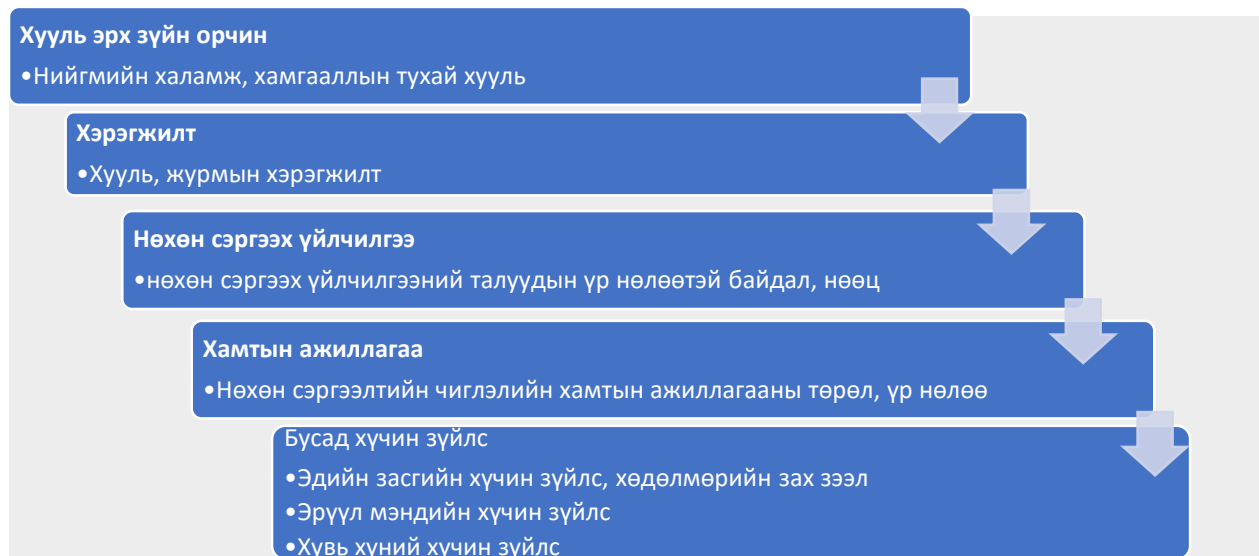 Хууль эрх зүйн орчин
•Нийгмийн халамж, хамгааллын тухай хууль
Хэрэгжилт
•Хууль, журмын хэрэгжилт
Нөхөн сэргээх үйлчилгээ
•нөхөн сэргээх үйлчилгээний талуудын үр нөлөөтэй байдал, нөөц
Хамтын ажиллагаа
•Нөхөн сэргээлтийн чиглэлийн хамтын ажиллагааны төрөл, үр нөлөө
Бусад хүчин зүйлс
•Эдийн засгийн хүчин зүйлс, хөдөлмөрийн зах зээл
•Эрүүл мэндийн хүчин зүйлс
•Хувь хүний хүчин зүйлс